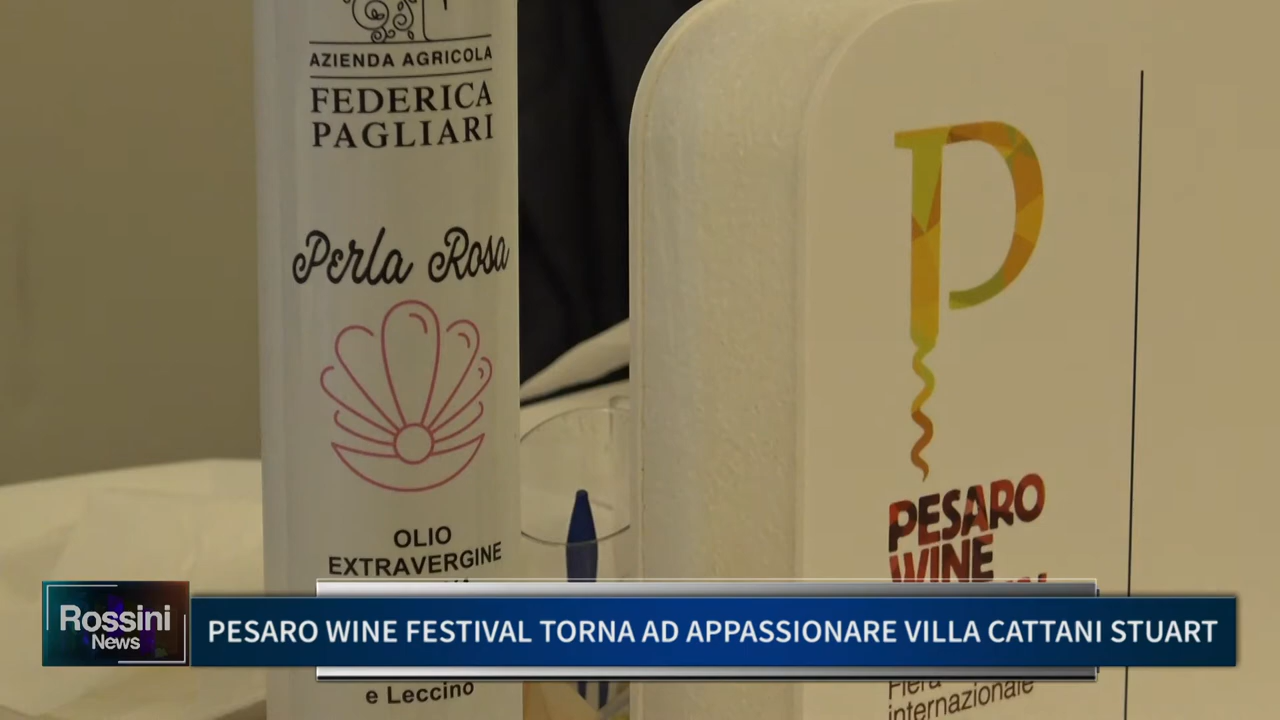 AZIENDA AGRICOLA
FEDERICA
PAGLIARI
Perla Rosa
OLIO
EXTRAVERGINE
e Leccino
P
PESARO
WINE
Fiera
internazionale
Rossini
News
PESARO WINE FESTIVAL TORNA AD APPASSIONARE VILLA CATTANI STUART